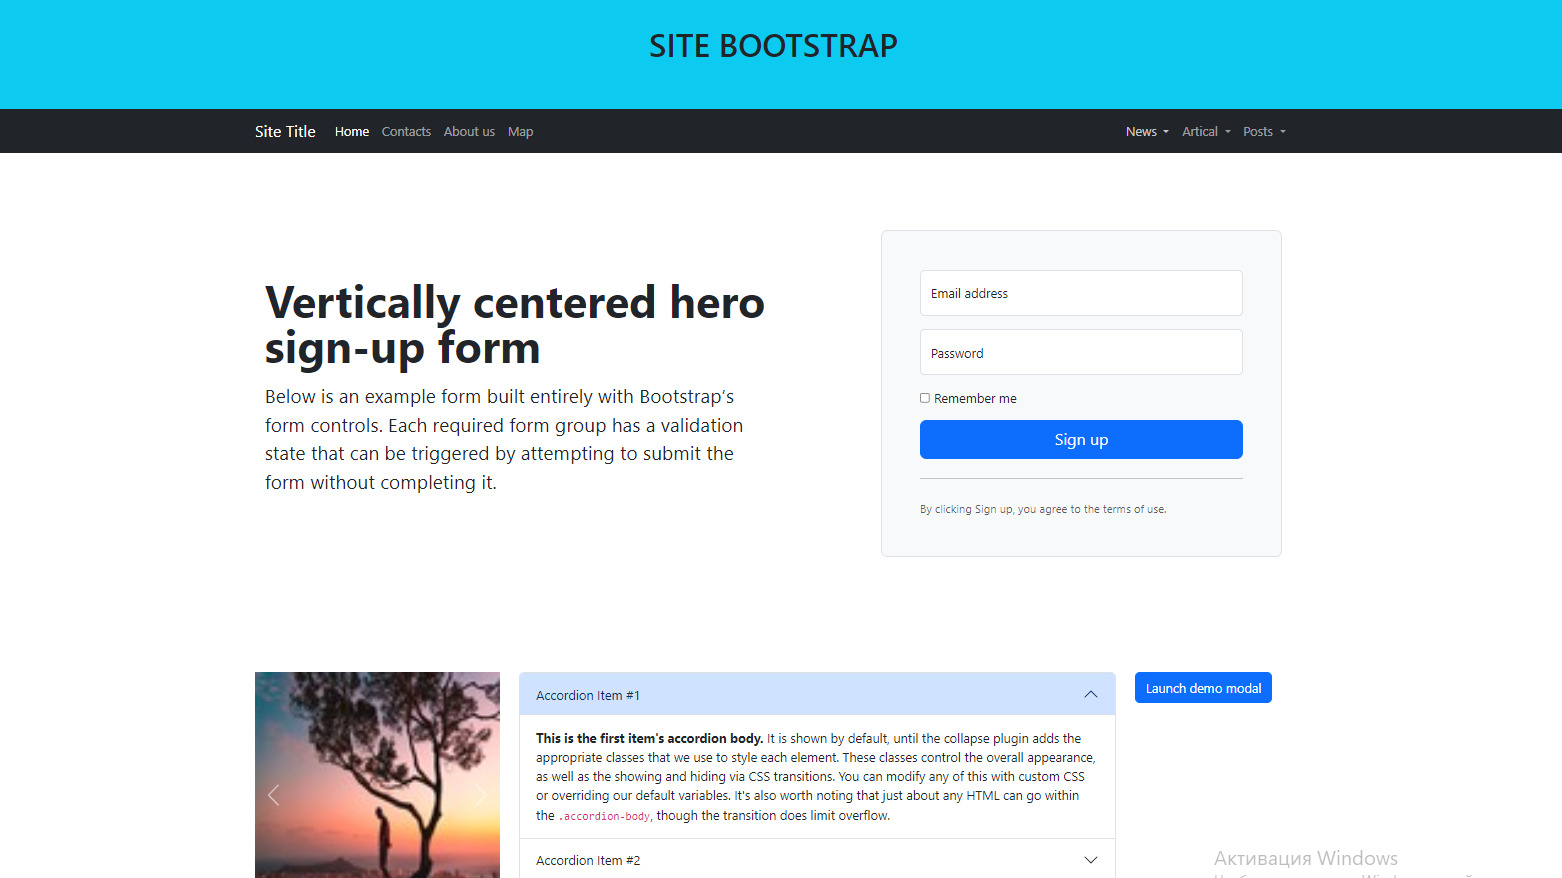 SITE BOOTSTRAP
Site Title Home Contacts About us Map News Artical Posts
Vertically centered hero
sign-up form
Below is an example form built entirely with Bootstrap’s
form controls. Each required form group has a validation
state that can be triggered by attempting to submit the
form without completing it.
Email address
Password
Remember me
Sign up
By clicking Sign up, you agree to the terms of use.
Accordion Item #1
This is the first item's accordion body. It is shown by default, until the collapse plugin adds the
appropriate classes that we use to style each element. These classes control the overall appearance,
as well as the showing and hiding via CSS transitions. You can modify any of this with custom CSS
or overriding our default variables. It's also worth noting that just about any HTML can go within
the .accordion-body, though the transition does limit overflow.
Accordion Item #2
Launch demo modal
Активация Windows